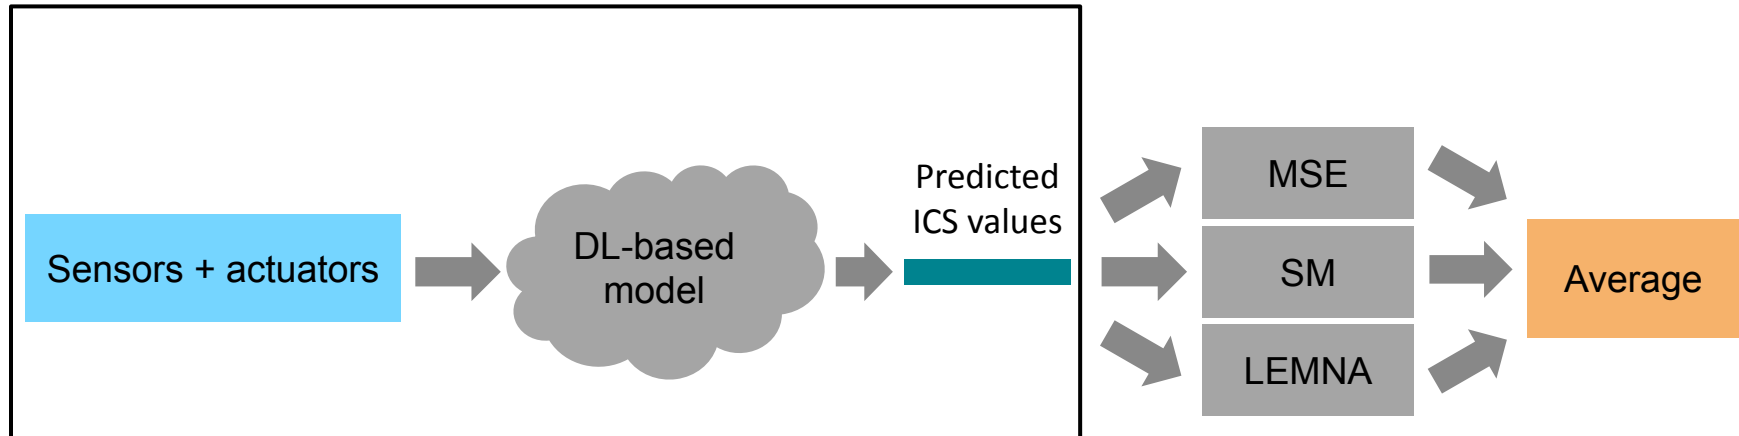 Sensors + actuators
DL-based
model
Predicted
ICS values
MSE
SM
LEMNA
Average